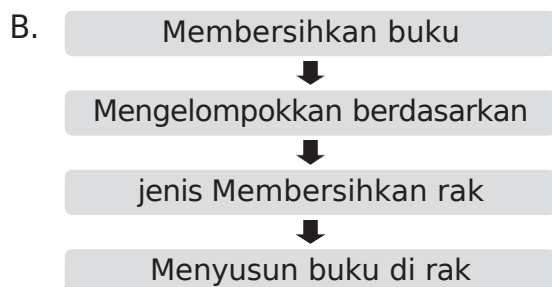 B.
Membersihkan buku
Mengelompokkan berdasarkan
jenis Membersihkan rak
Menyusun buku di rak